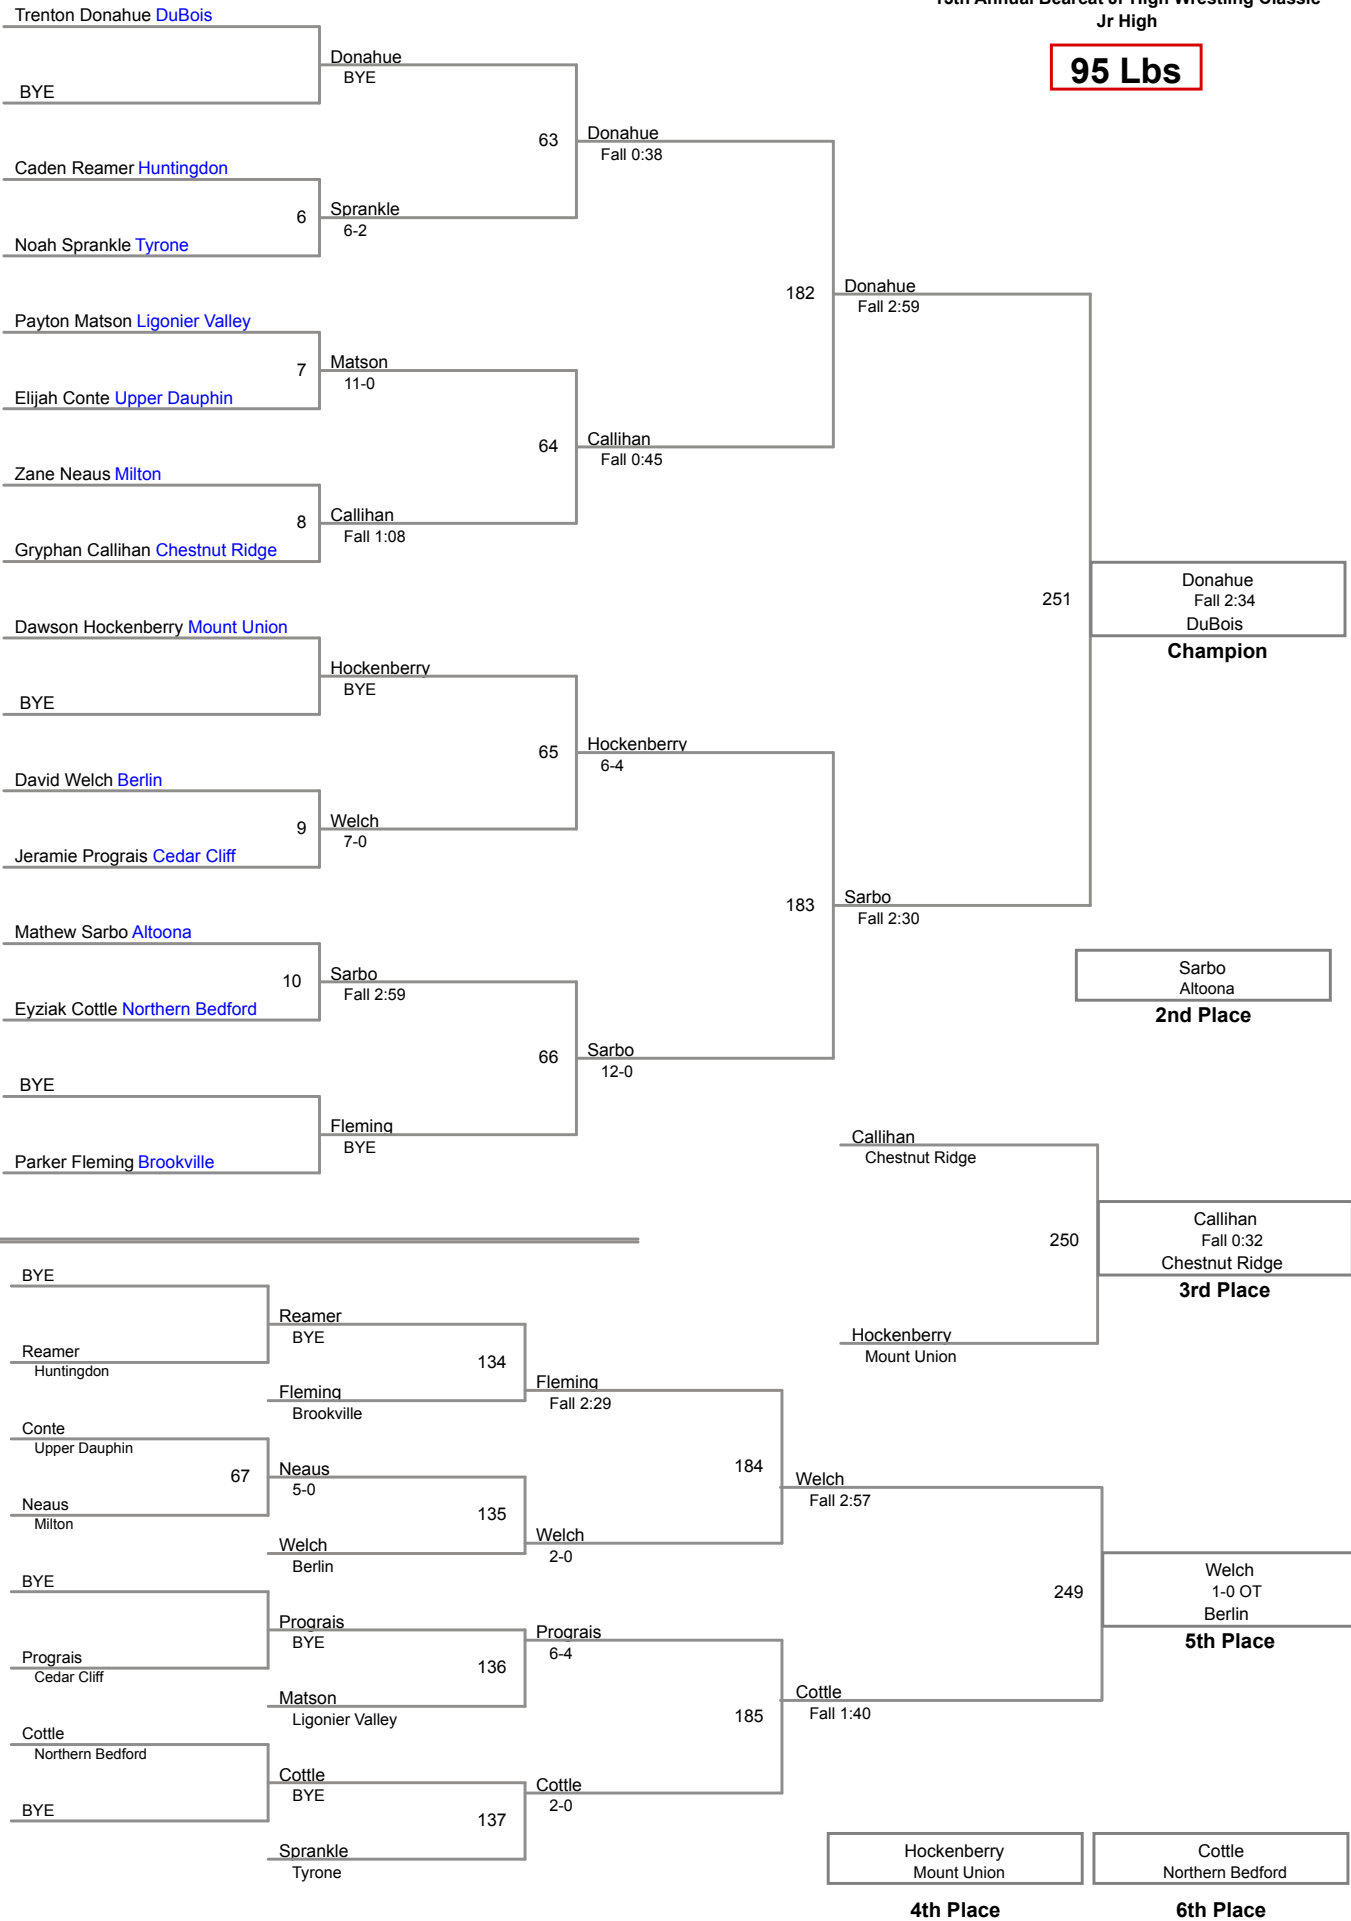 15th Annual Bearcat Jr High Wrestling Classic
Jr High
95 Lbs
Trenton Donahue DuBois
BYE
Donahue
BYE
Caden Reamer Huntingdon
6
Noah Sprankle Tyrone
Sprankle
6-2
63
Donahue
Fall 0:38
Payton Matson Ligonier Valley
7
Elijah Conte Upper Dauphin
Matson
11-0
Zane Neaus Milton
8
Gryphan Callihan Chestnut Ridge
Callihan
Fall 1:08
64
Callihan
Fall 0:45
182
Donahue
Fall 2:59
Dawson Hockenberry Mount Union
BYE
Hockenberry
BYE
David Welch Berlin
9
Jeramie Prograis Cedar Cliff
Welch
7-0
65
Hockenberry
6-4
Mathew Sarbo Altoona
10
Eyziak Cottle Northern Bedford
Sarbo
Fall 2:59
BYE
Parker Fleming Brookville
Fleming
BYE
66
Sarbo
12-0
183
Sarbo
Fall 2:30
251
Donahue
Fall 2:34
DuBois
Champion
Sarbo
Altoona
2nd Place
Callihan
Chestnut Ridge
250
Hockenberry
Mount Union
Callihan
Fall 0:32
Chestnut Ridge
3rd Place
BYE
Reamer
Huntingdon
Reamer
BYE
134
Fleming
Brookville
Fleming
Fall 2:29
Conte
Upper Dauphin
67
Neaus
Milton
Neaus
5-0
135
Welch
Berlin
Welch
2-0
184
Welch
Fall 2:57
BYE
Prograis
Cedar Cliff
Prograis
BYE
136
Matson
Ligonier Valley
Prograis
6-4
Cottle
Northern Bedford
BYE
Cottle
BYE
137
Sprankle
Tyrone
Cottle
2-0
185
Cottle
Fall 1:40
249
Welch
1-0 OT
Berlin
5th Place
Hockenberry
Mount Union
4th Place
Cottle
Northern Bedford
6th Place